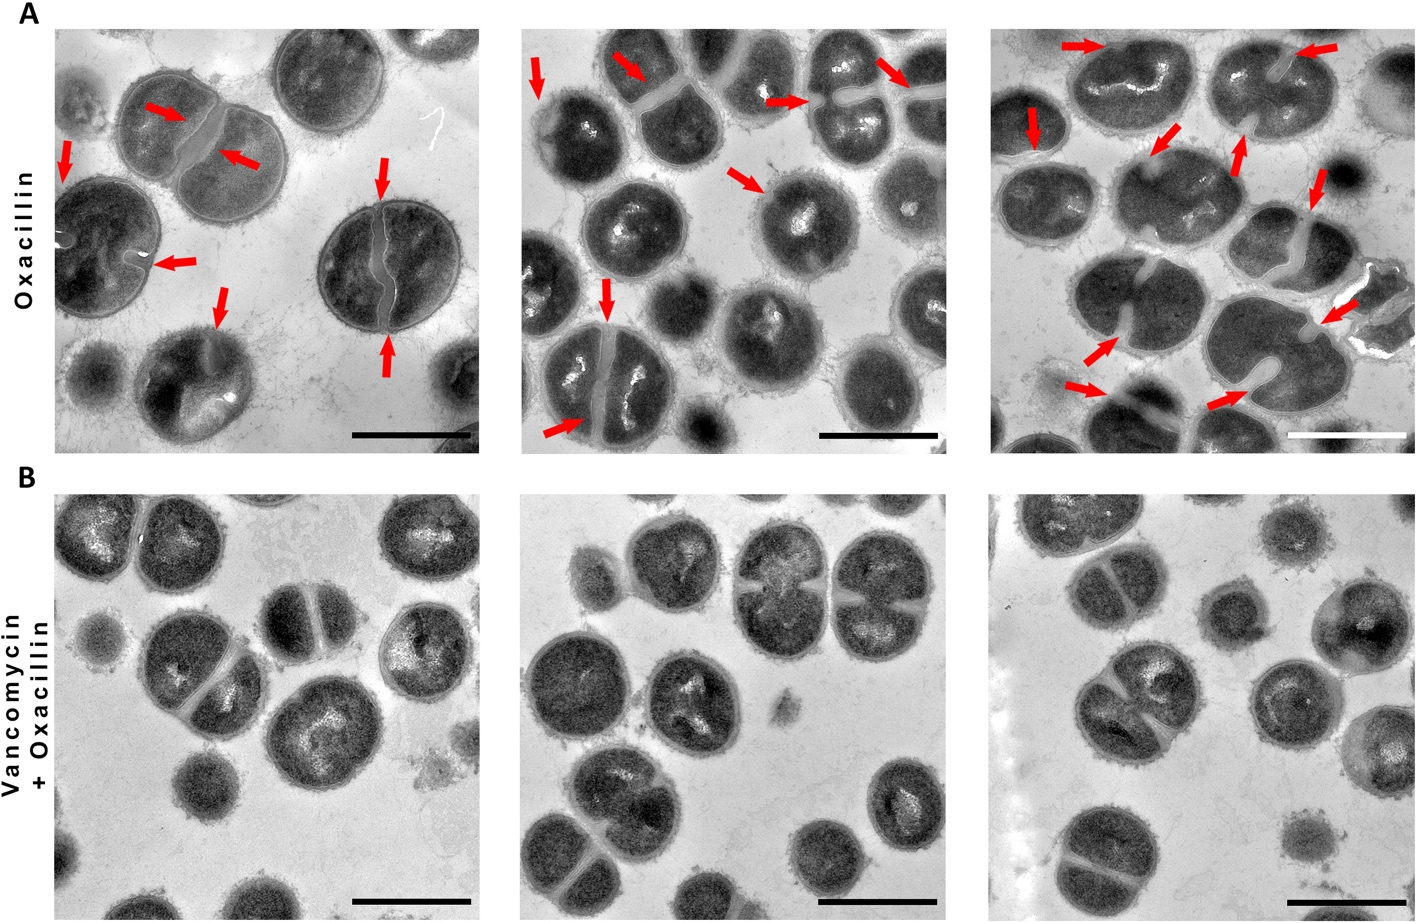 A
Oxacillin
B
Vancomycin
+ Oxacillin